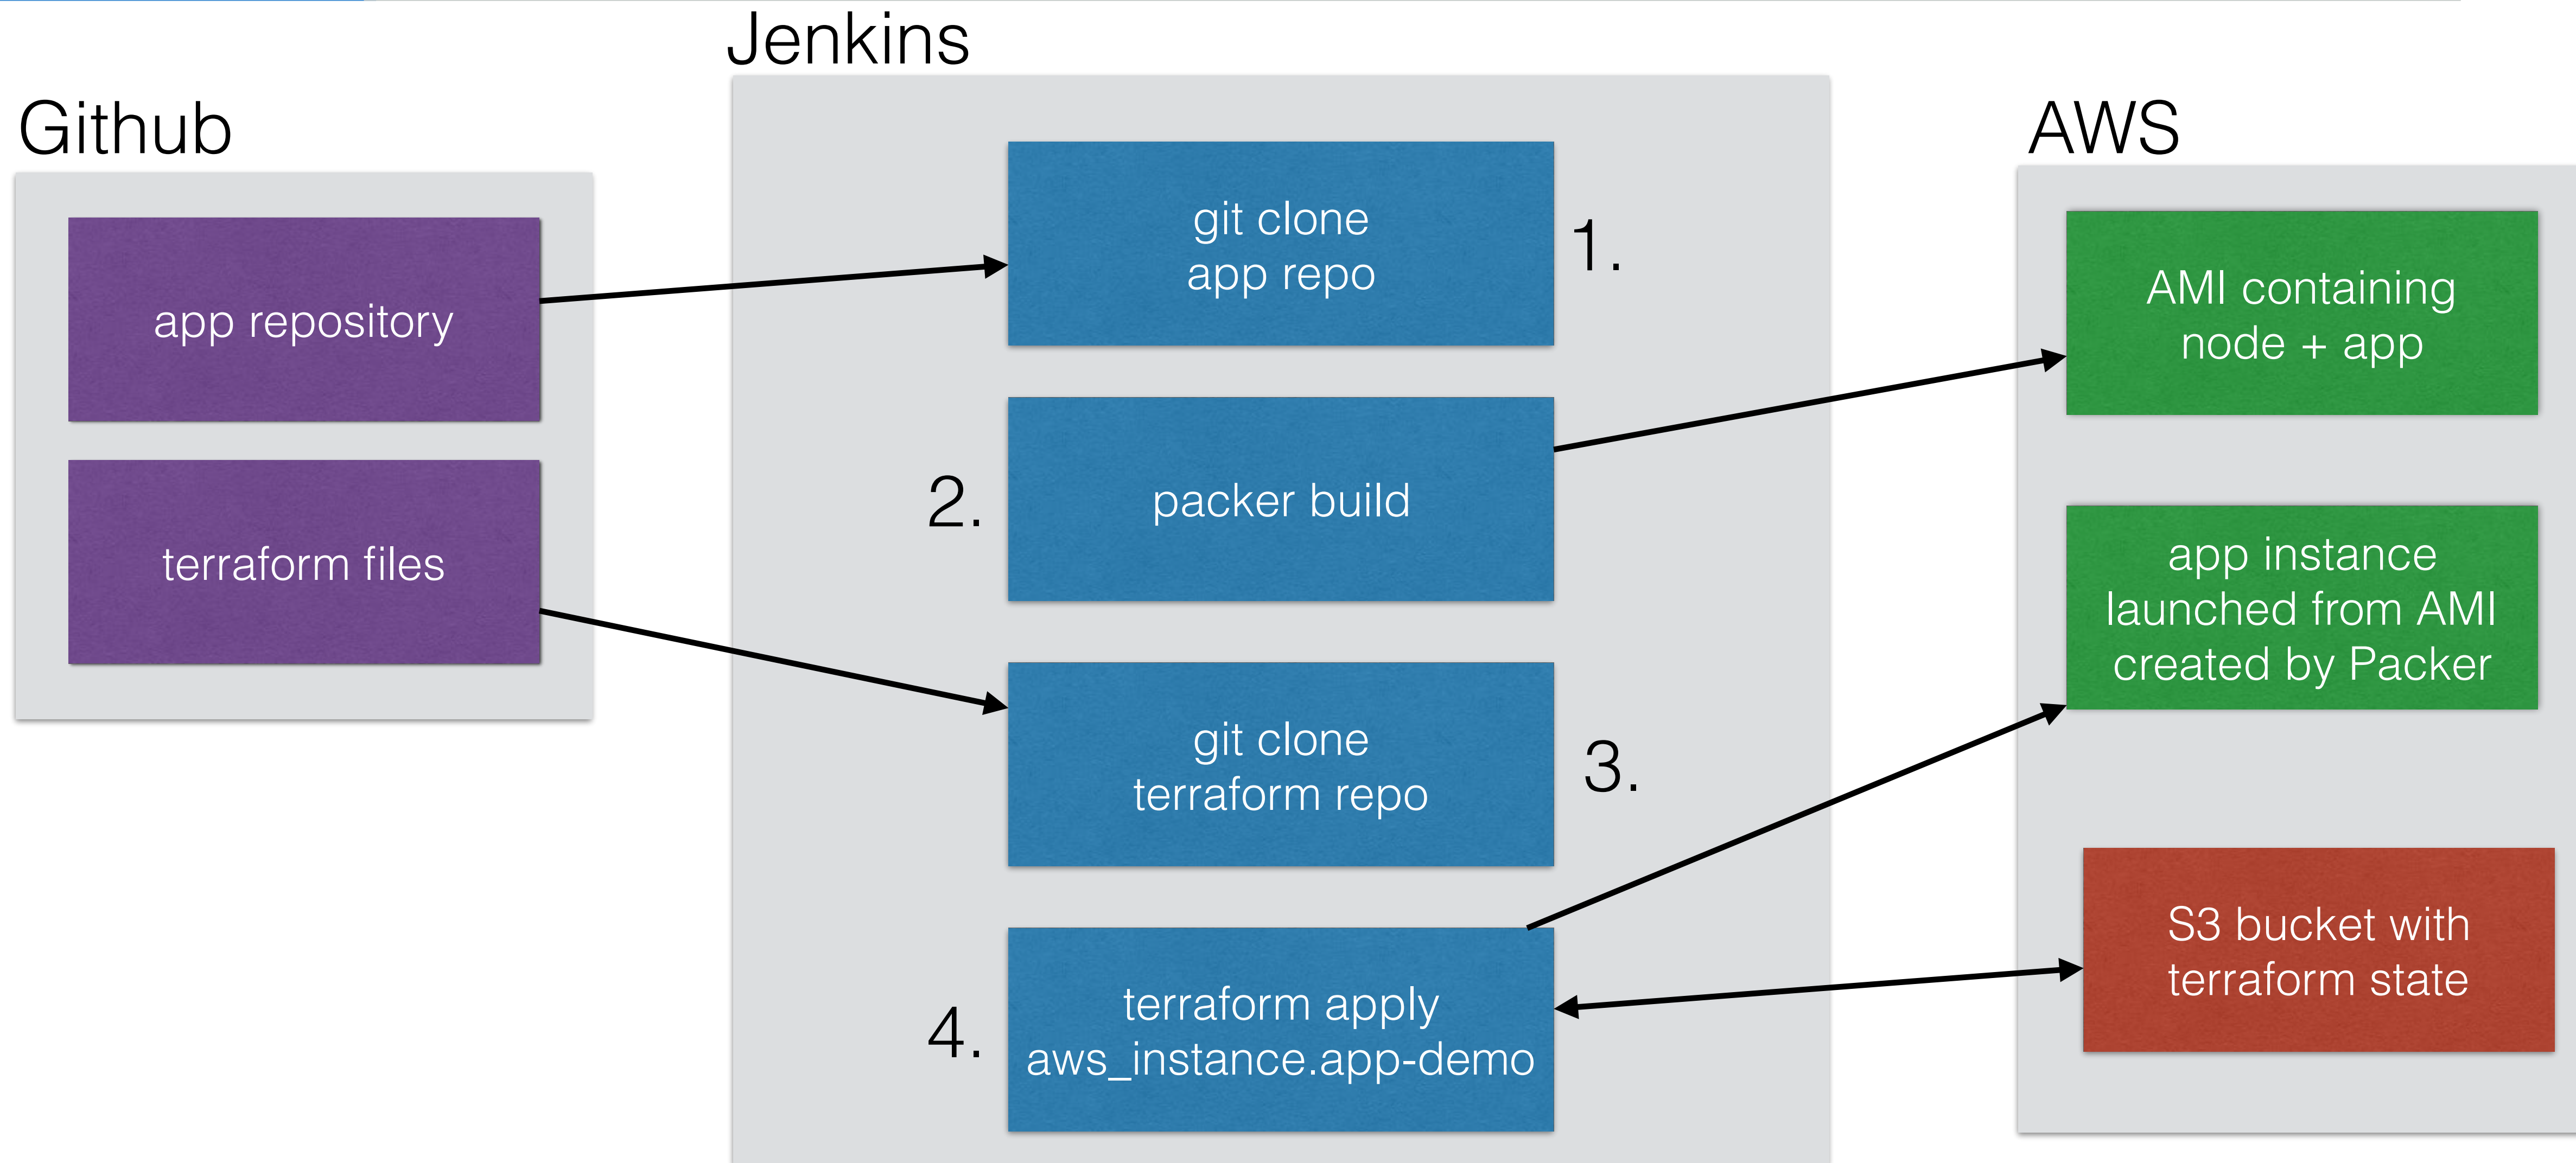 Github
app repository
terraform files
Jenkins
git clone
app repo
1.
2.
packer build
git clone
terraform repo
3.
4.
terraform apply
aws_instance.app-demo
AWS
AMI containing
node + app
app instance
launched from AMI
created by Packer
S3 bucket with
terraform state